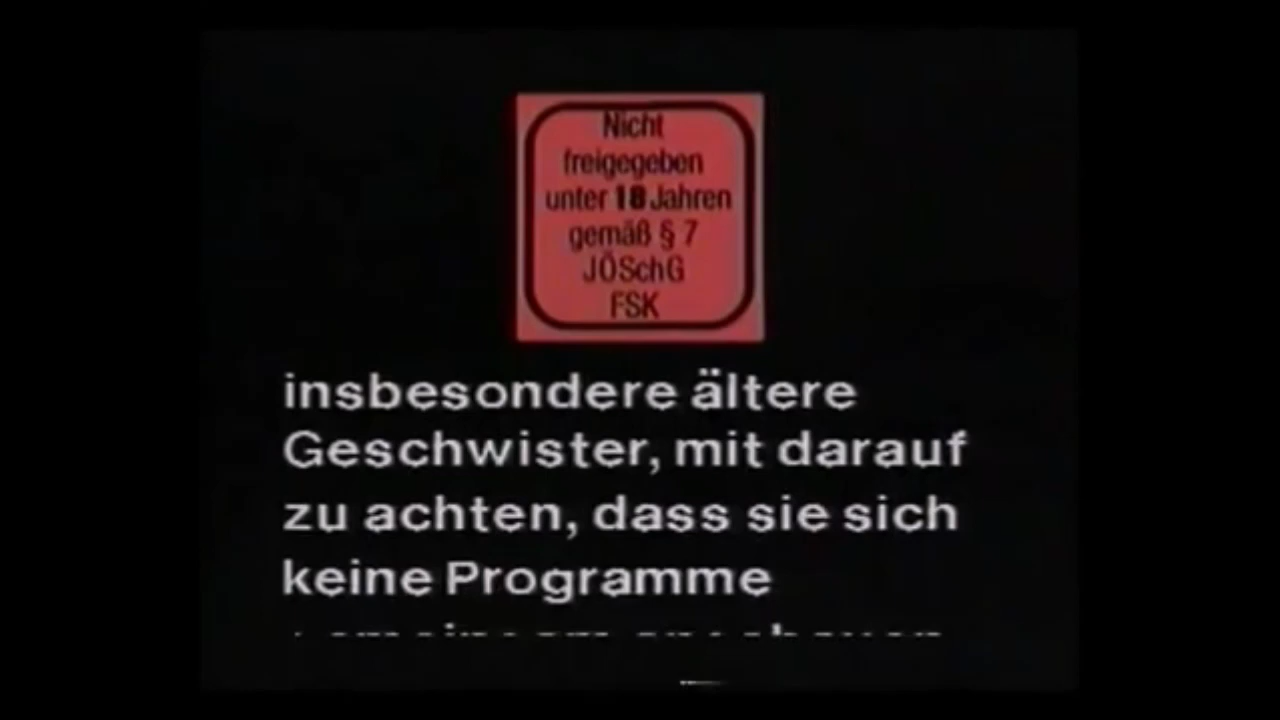 Nicht
freigegeben
unter 18 Jahren
gemäß § 7
JÖSchG
FSK
insbesondere ältere
Geschwister, mit darauf
zu achten, dass sie sich
keine Programme